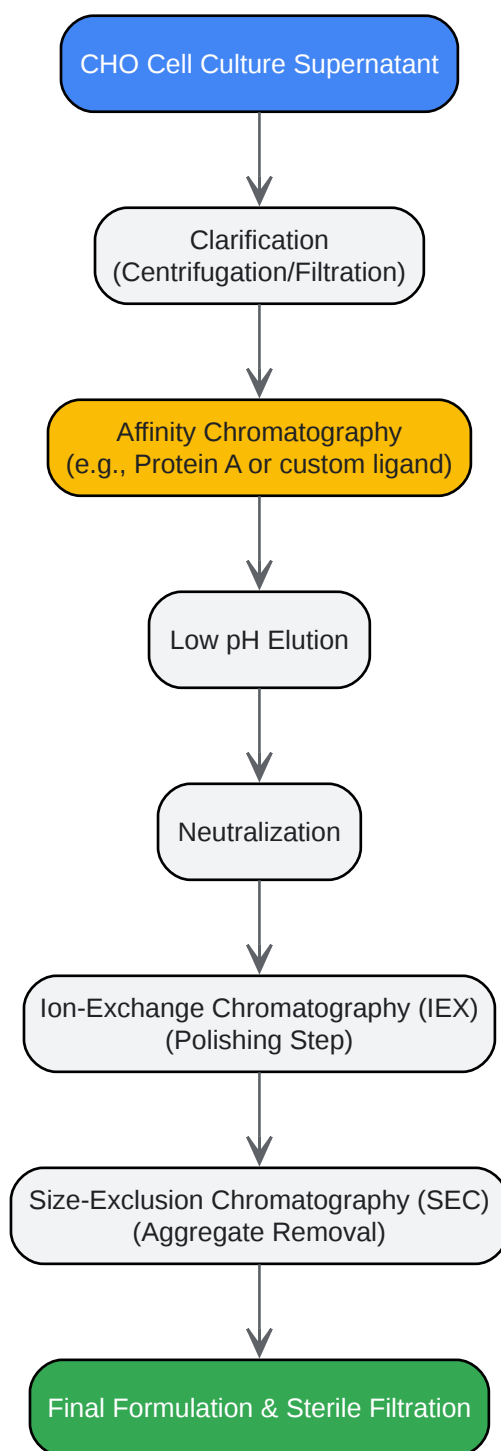 CHO Cell Culture Supernatant
Clarification
(Centrifugation/Filtration)
Affinity Chromatography
(e.g., Protein A or custom ligand)
Low pH Elution
Neutralization
Ion-Exchange Chromatography (IEX)
(Polishing Step)
Size-Exclusion Chromatography (SEC)
(Aggregate Removal)
Final Formulation & Sterile Filtration